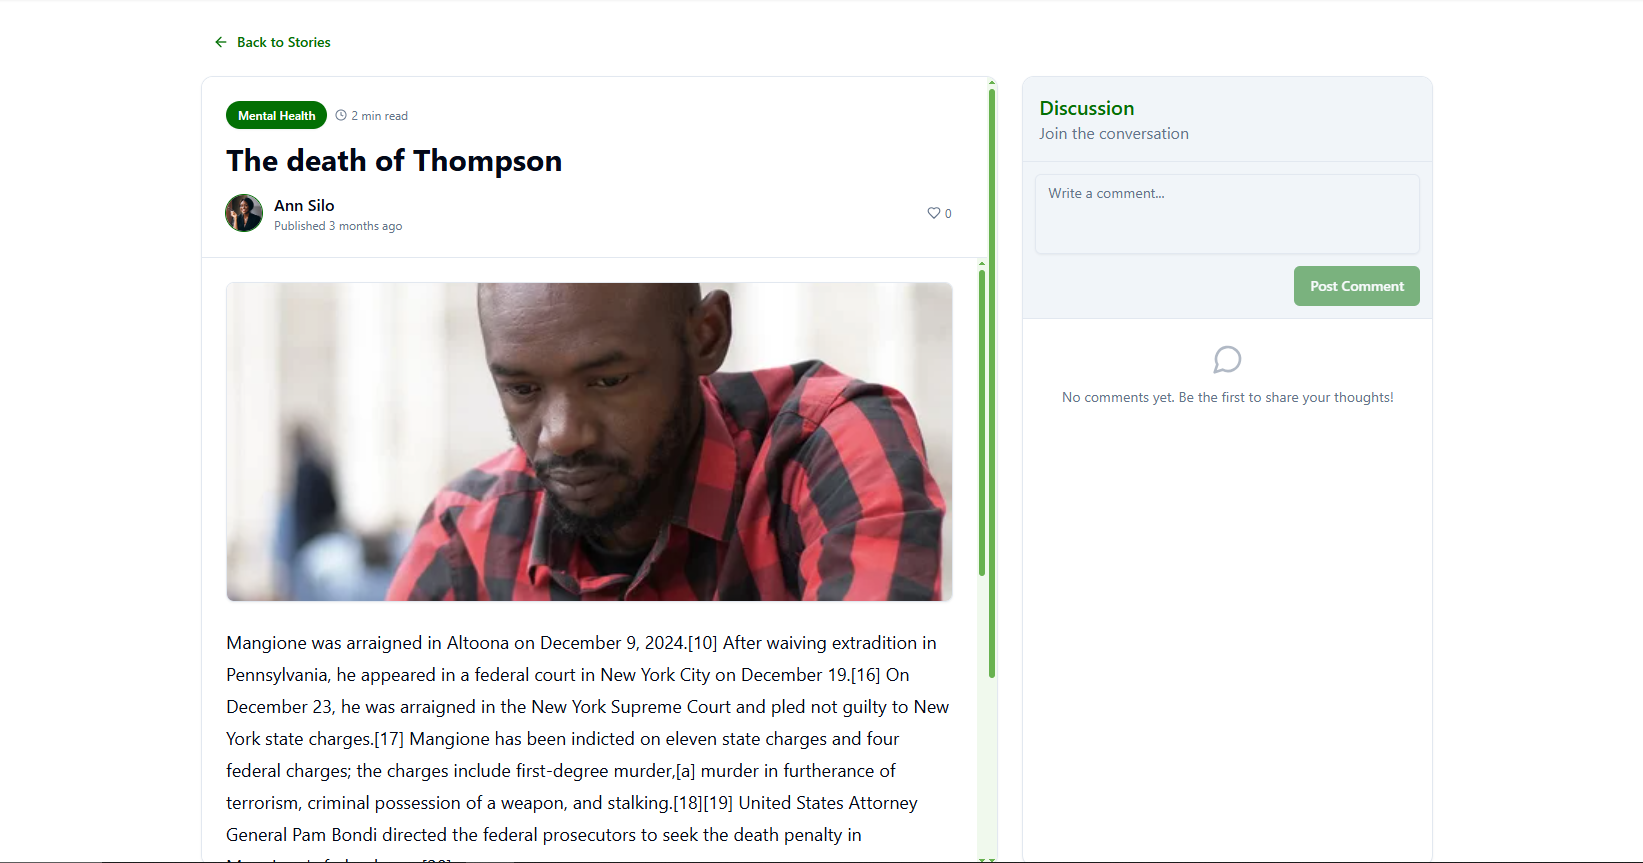 Back to Stories
Mental Health
2 min read
The death of Thompson
Ann Silo
Published 3 months ago
0
Mangione was arraigned in Altoona on December 9, 2024.[10] After waiving extradition in
Pennsylvania, he appeared in a federal court in New York City on December 19.[16] On
December 23, he was arraigned in the New York Supreme Court and pled not guilty to New
York state charges.[17] Mangione has been indicted on eleven state charges and four
federal charges; the charges include first-degree murder,[a] murder in furtherance of
terrorism, criminal possession of a weapon, and stalking.[18][19] United States Attorney
General Pam Bondi directed the federal prosecutors to seek the death penalty in
Discussion
Join the conversation
Write a comment...
Post Comment
No comments yet. Be the first to share your thoughts!